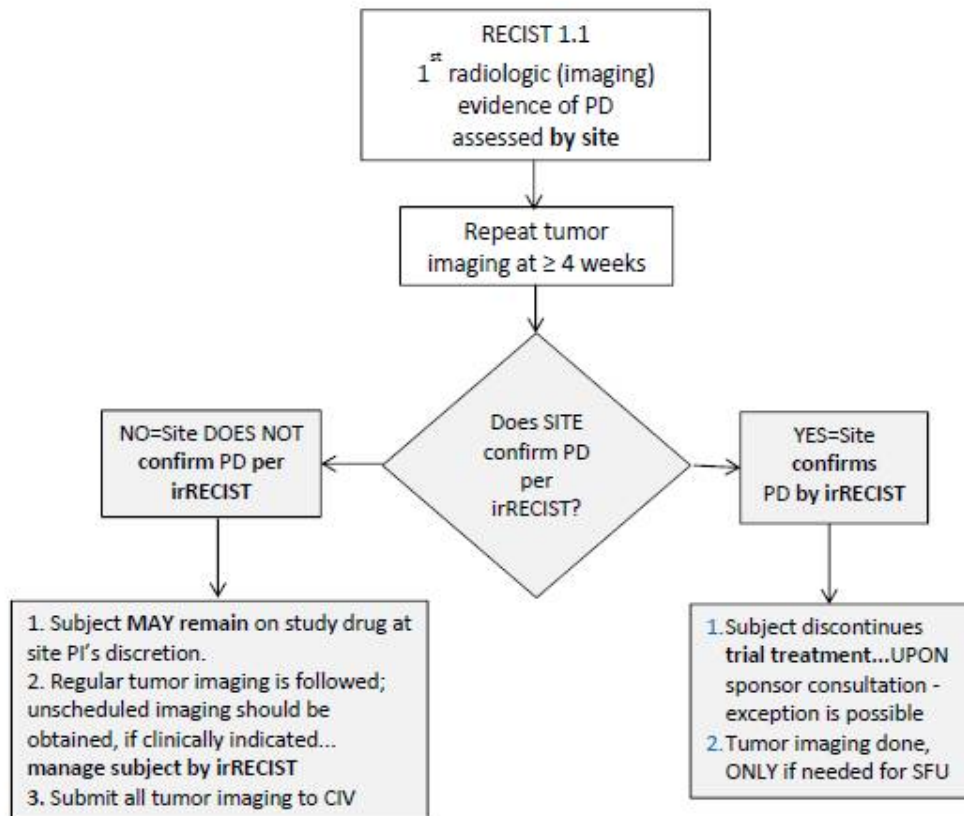 RECIST 1.1
1st radiologic (imaging)
evidence of PD
assessed by site
Repeat tumor
imaging at ≥ 4 weeks
Does SITE
confirm PD
per
irRECIST?
NO=Site DOES NOT
confirm PD per
irRECIST
YES=Site
confirms
PD by irRECIST
1. Subject MAY remain on study drug at
site PI's discretion.
2. Regular tumor imaging is followed;
unscheduled imaging should be
obtained, if clinically indicated...
manage subject by irRECIST
3. Submit all tumor imaging to CIV
1. Subject discontinues
trial treatment...UPON
sponsor consultation -
exception is possible
2. Tumor imaging done,
ONLY if needed for SFU